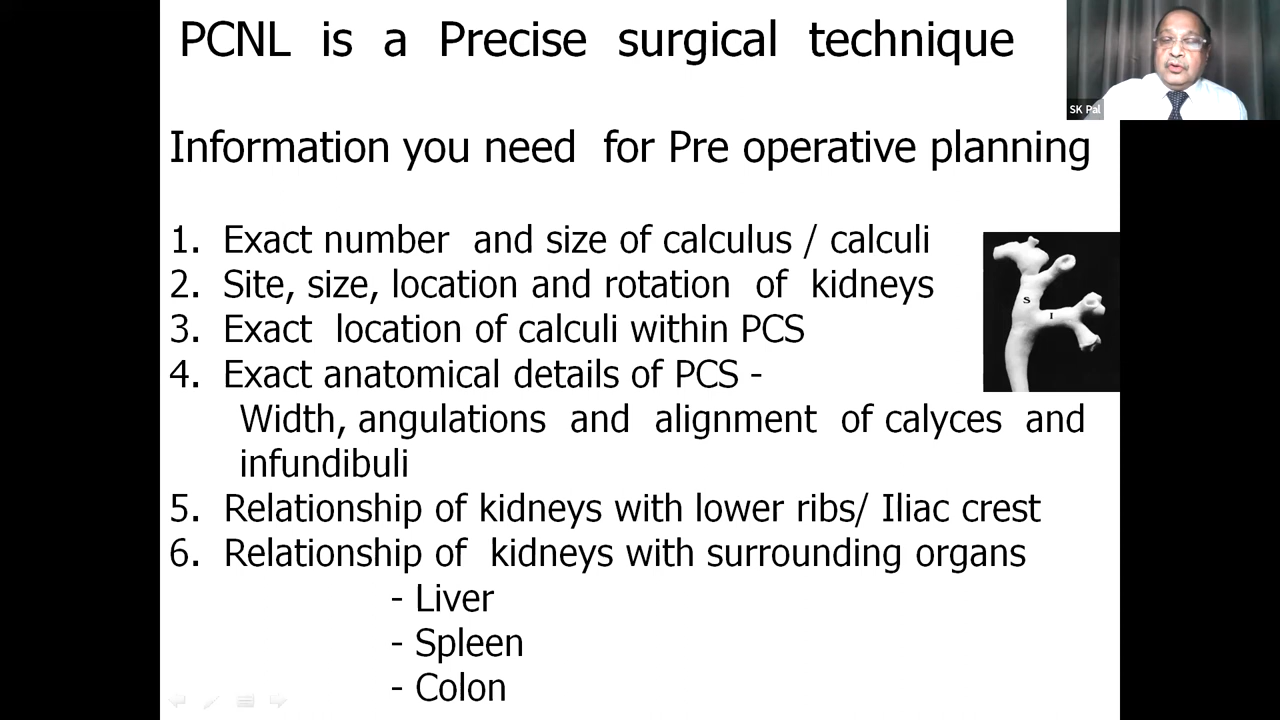 PCNL is a Precise surgical technique
SK Pal
Information you need for Pre operative planning
1. Exact number and size of calculus / calculi
2. Site, size, location and rotation of kidneys
3. Exact location of calculi within PCS
4. Exact anatomical details of PCS -
Width, angulations and alignment of calyces and
infundibuli
5. Relationship of kidneys with lower ribs/ Iliac crest
6. Relationship of kidneys with surrounding organs
- Liver
- Spleen
- Colon
S
I